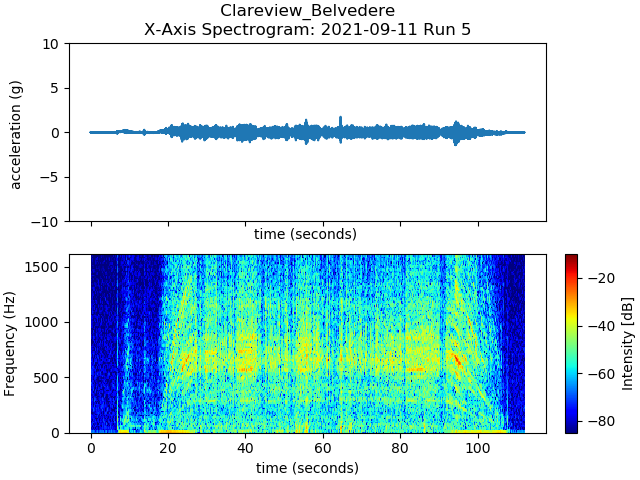 Clareview_Belvedere
X-Axis Spectrogram: 2021-09-11 Run 5
10
5
0
−5
−10
acceleration (g)
time (seconds)
1500
1000
500
0
Frequency (Hz)
0 20 40 60 80 100
time (seconds)
−20
−40
−60
−80
Intensity [dB]